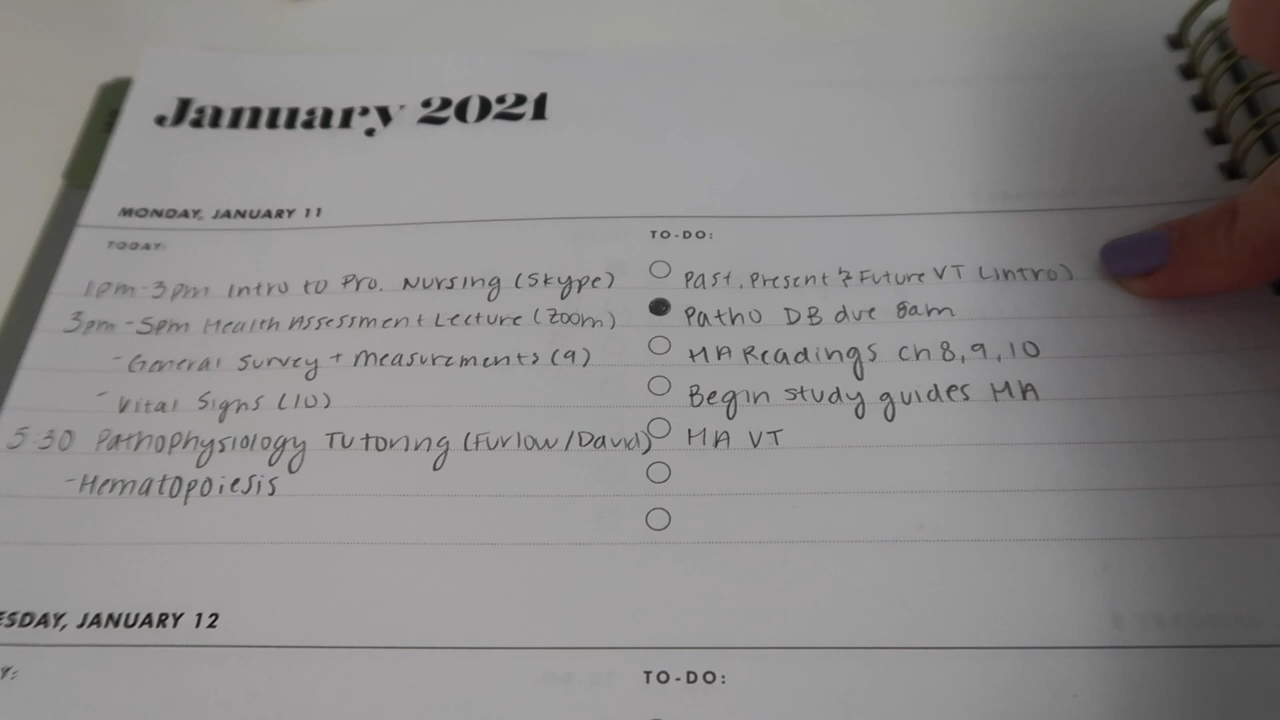 January 2021
MONDAY, JANUARY 11
TODAY:
1pm-3pm Intro to Pro. Nursing (Skype)
3pm-5pm Health Assessment Lecture (Zoom)
-General Survey + measurements (9)
- Vital Signs (10)
5:30 Pathophysiology Tutoring (Furlow/David)
-Hematopoiesis
TO-DO:
Past, Present & Future VT (intro)
Patho DB due 8am
HA Readings ch 8, 9, 10
Begin study guides HA
HA VT
ESDAY, JANUARY 12
Y:
TO-DO: